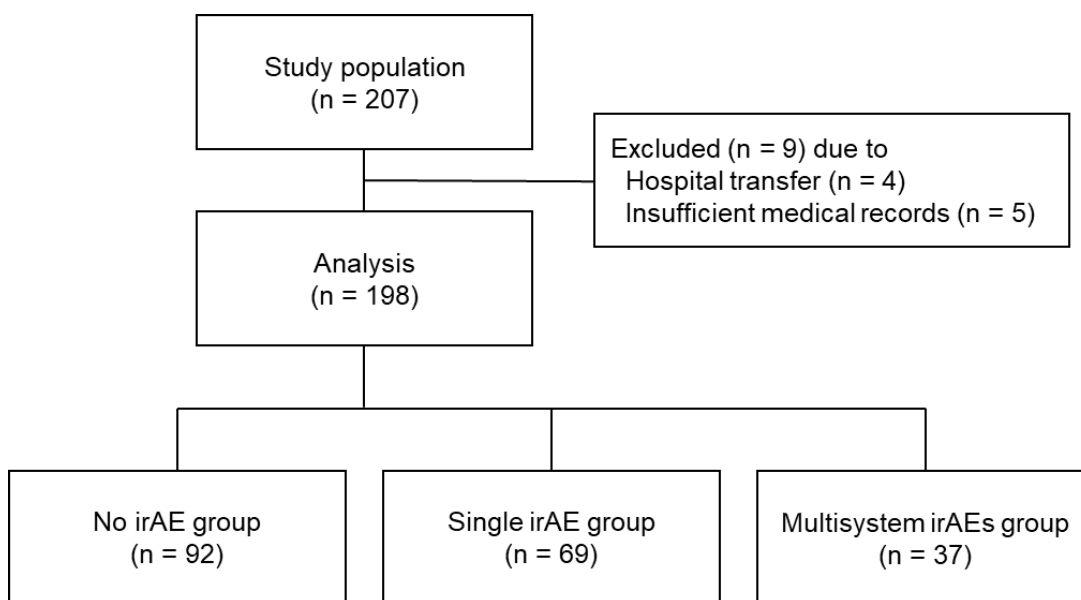 Study population
(n = 207)
Excluded (n = 9) due to
Hospital transfer (n = 4)
Insufficient medical records (n = 5)
Analysis
(n = 198)
No irAE group
(n = 92)
Single irAE group
(n = 69)
Multisystem irAEs group
(n = 37)